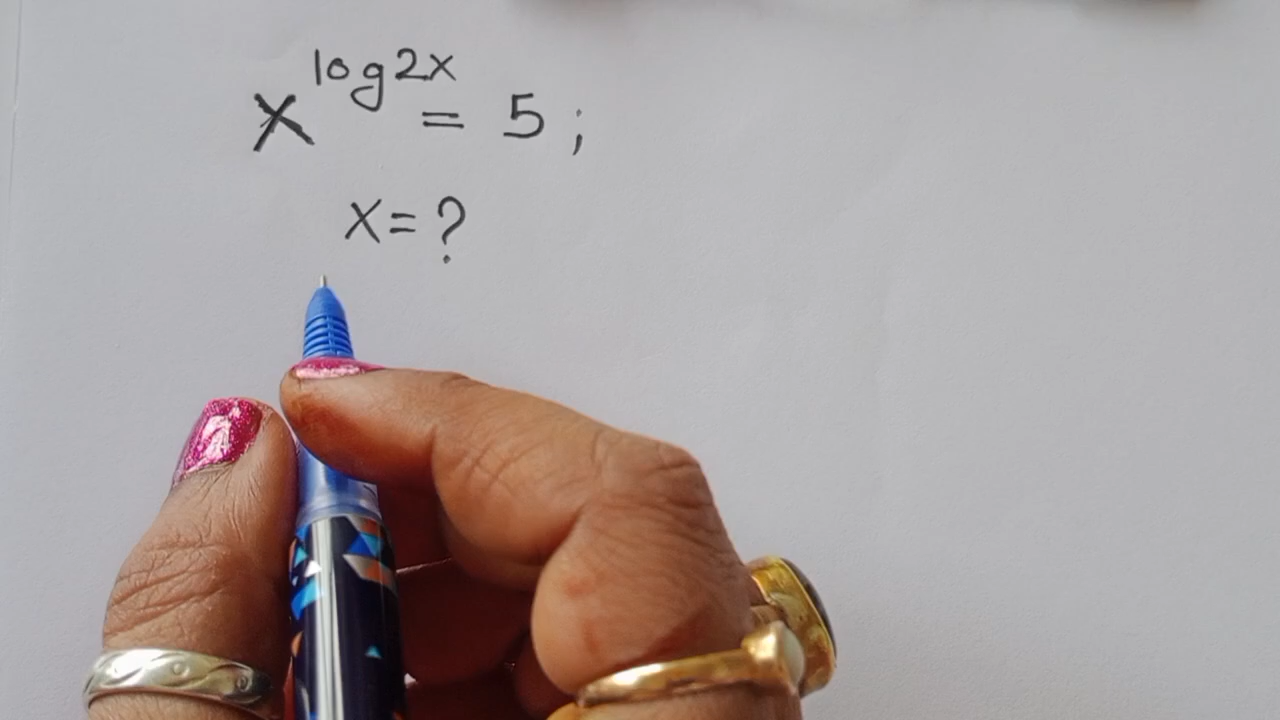 x^log2x = 5 ;
x = ?